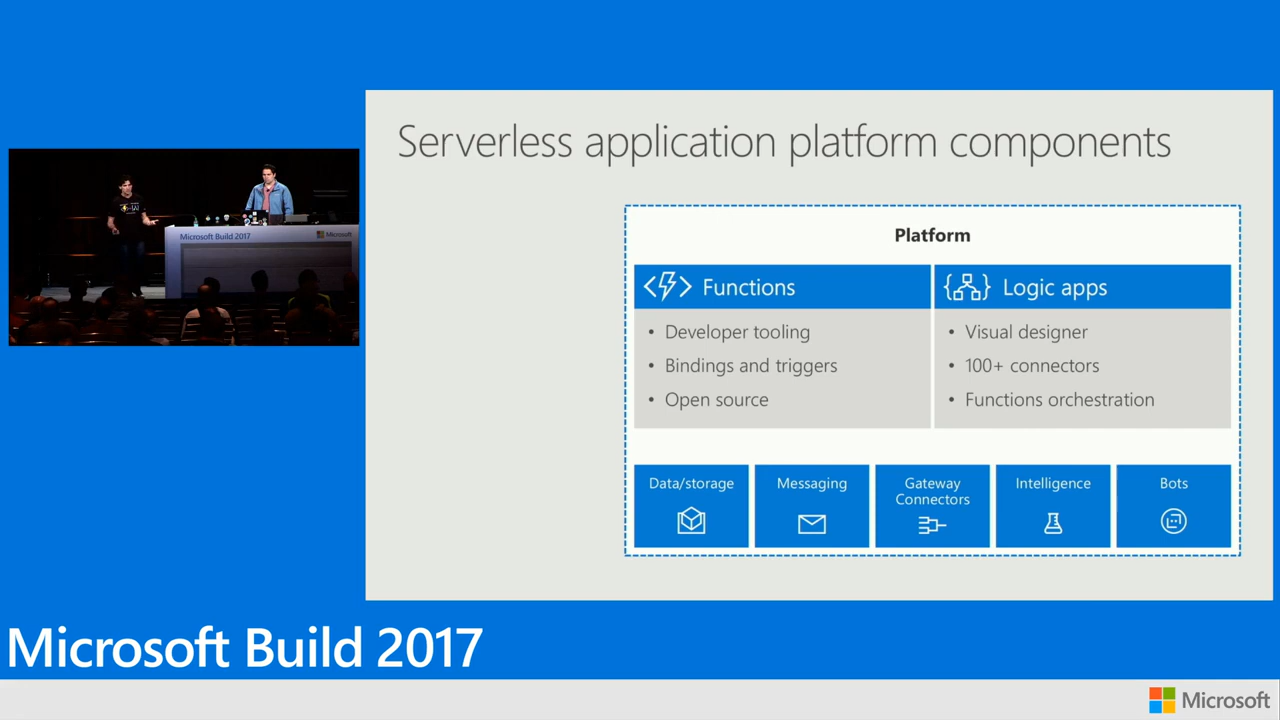 Serverless application platform components
Platform
Functions
• Developer tooling
• Bindings and triggers
• Open source
Logic apps
• Visual designer
• 100+ connectors
• Functions orchestration
Data/storage
Messaging
Gateway
Connectors
Intelligence
Bots
Microsoft Build 2017
Microsoft
Microsoft Build 2017
Microsoft